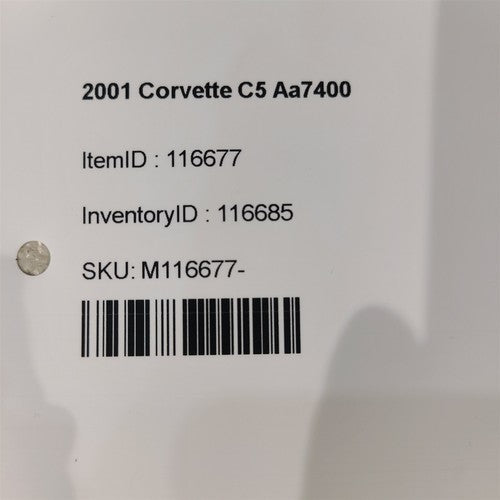 2001 Corvette C5 Aa7400
ItemID : 116677
InventoryID : 116685
SKU: M116677-